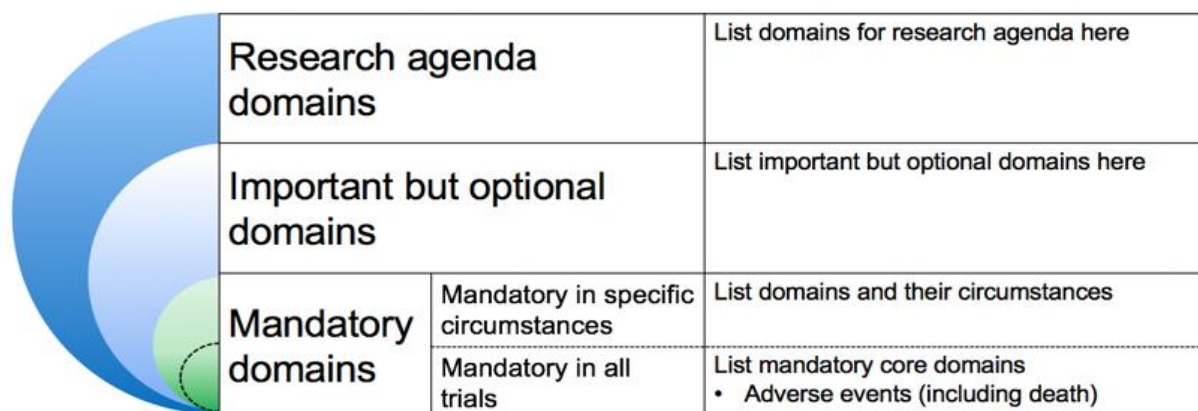 Research agenda
domains
List domains for research agenda here
Important but optional
domains
List important but optional domains here
Mandatory
domains
Mandatory in specific
circumstances
List domains and their circumstances
Mandatory in all
trials
List mandatory core domains
• Adverse events (including death)